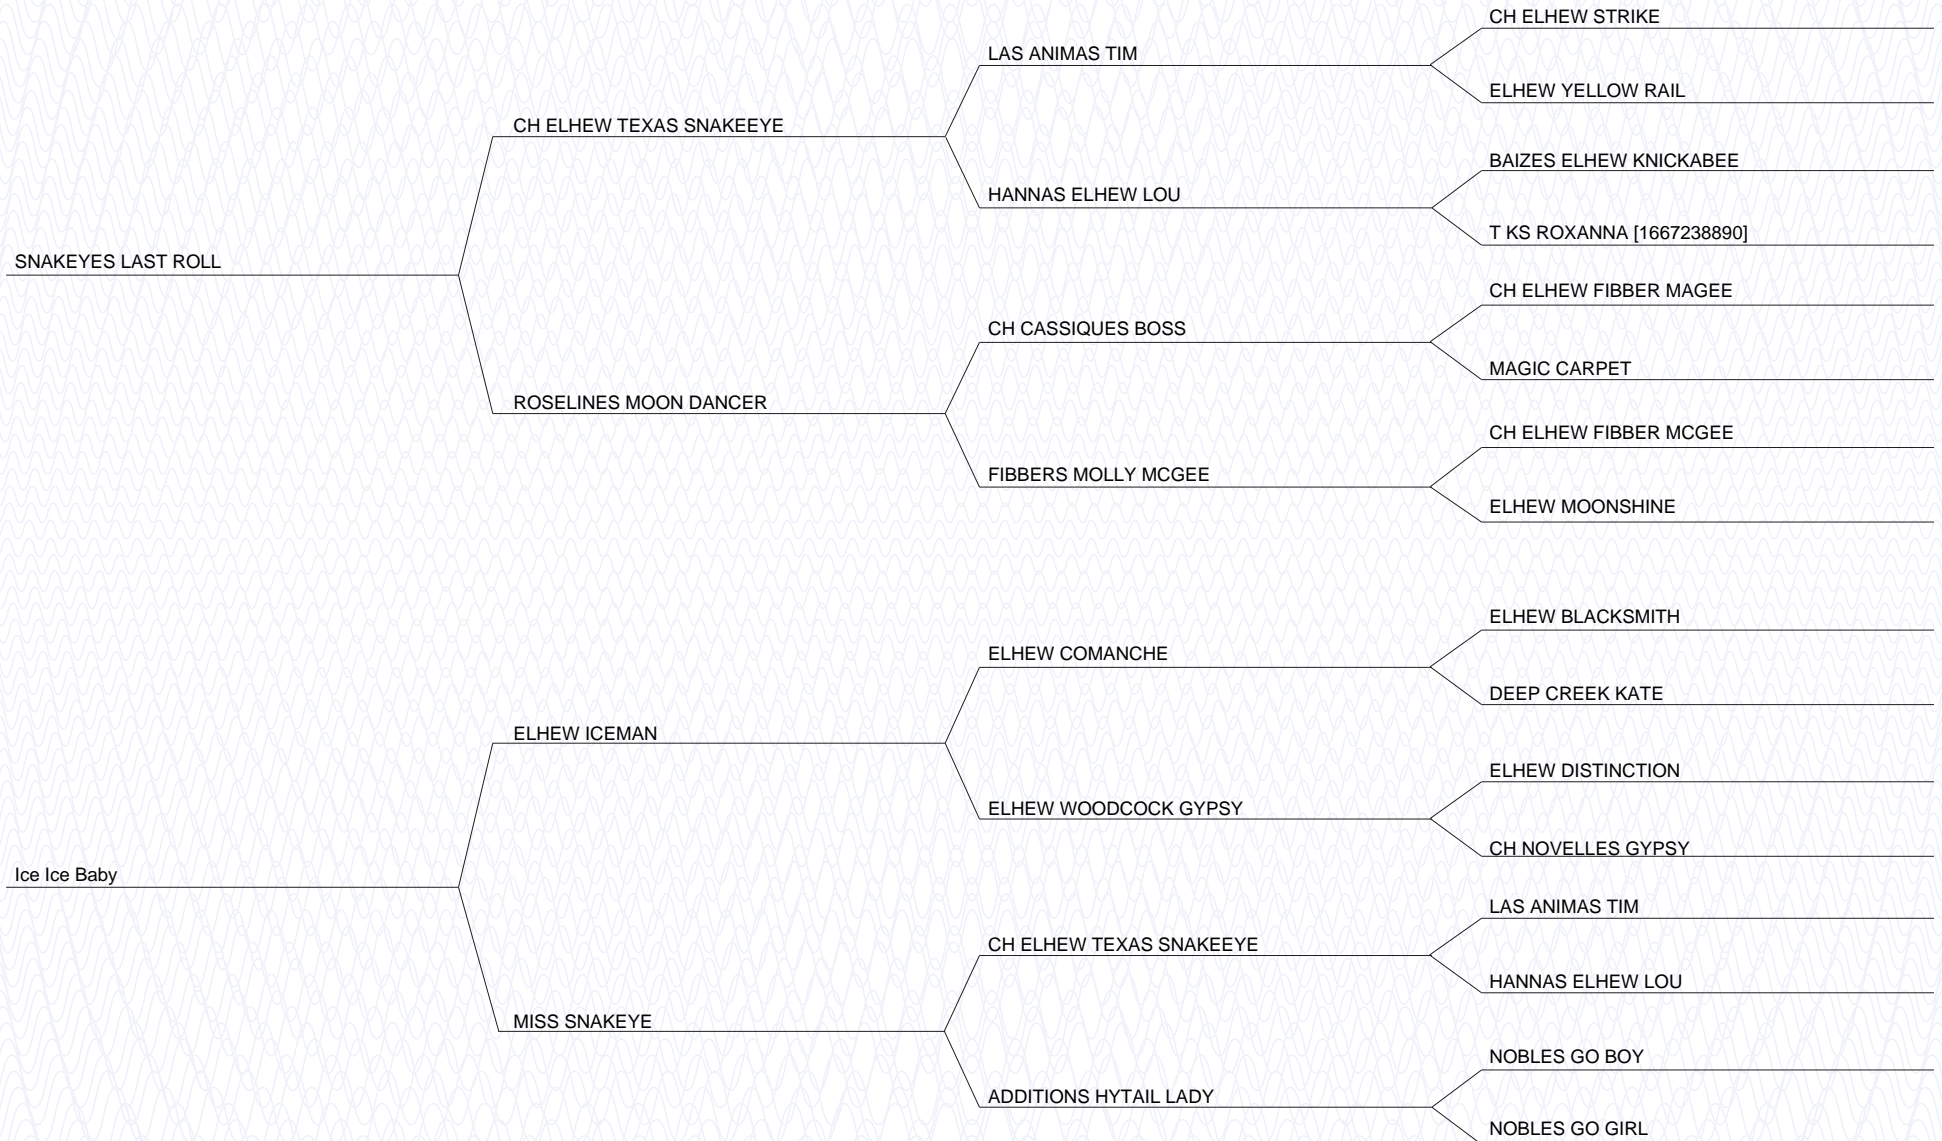 CH ELHEW STRIKE
LAS ANIMAS TIM
ELHEW YELLOW RAIL
CH ELHEW TEXAS SNAKEEYE
BAIZES ELHEW KNICKABEE
HANNAS ELHEW LOU
T KS ROXANNA [1667238890]
SNAKEYES LAST ROLL
CH ELHEW FIBBER MAGEE
CH CASSIQUES BOSS
MAGIC CARPET
ROSELINES MOON DANCER
CH ELHEW FIBBER MCGEE
FIBBERS MOLLY MCGEE
ELHEW MOONSHINE
ELHEW BLACKSMITH
ELHEW COMANCHE
DEEP CREEK KATE
ELHEW ICEMAN
ELHEW DISTINCTION
ELHEW WOODCOCK GYPSY
CH NOVELLES GYPSY
Ice Ice Baby
LAS ANIMAS TIM
CH ELHEW TEXAS SNAKEEYE
HANNAS ELHEW LOU
MISS SNAKEYE
NOBLES GO BOY
ADDITIONS HYTAIL LADY
NOBLES GO GIRL